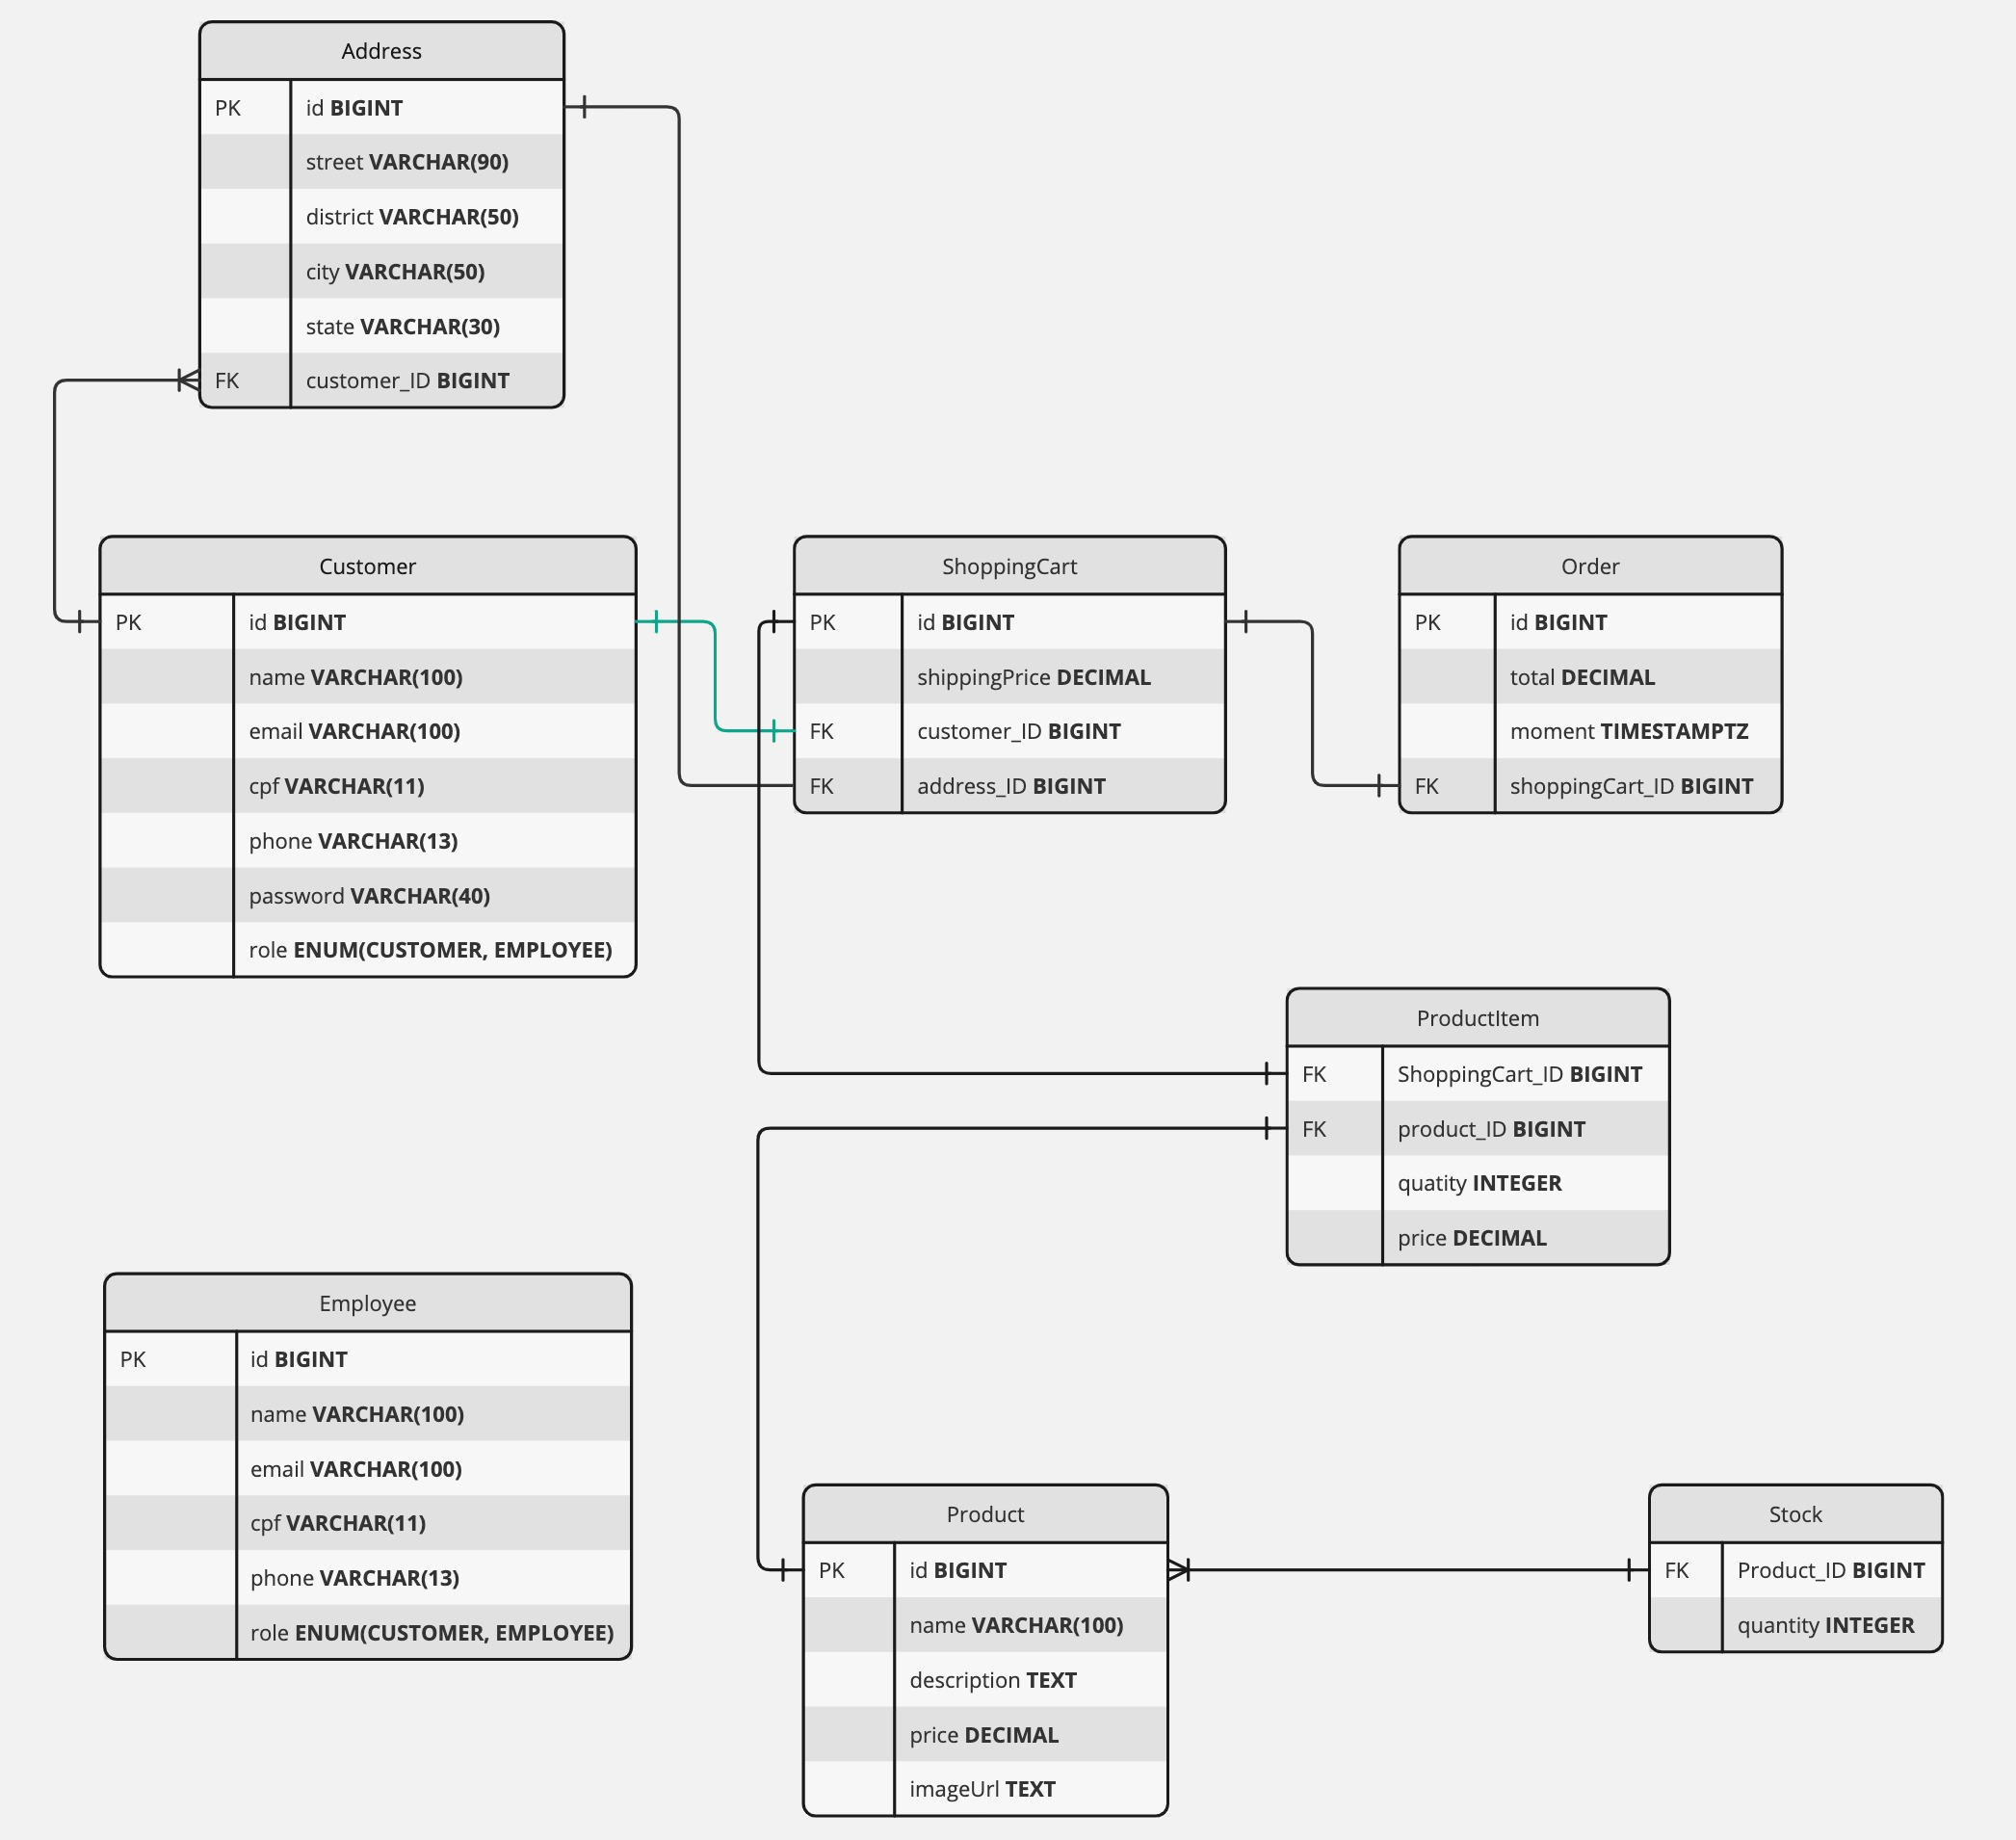 Address
PK id BIGINT
street VARCHAR(90)
district VARCHAR(50)
city VARCHAR(50)
state VARCHAR(30)
FK customer_ID BIGINT
Customer
PK id BIGINT
name VARCHAR(100)
email VARCHAR(100)
cpf VARCHAR(11)
phone VARCHAR(13)
password VARCHAR(40)
role ENUM(CUSTOMER, EMPLOYEE)
ShoppingCart
PK id BIGINT
shippingPrice DECIMAL
FK customer_ID BIGINT
FK address_ID BIGINT
Order
PK id BIGINT
total DECIMAL
moment TIMESTAMPTZ
FK shoppingCart_ID BIGINT
ProductItem
FK ShoppingCart_ID BIGINT
FK product_ID BIGINT
quatity INTEGER
price DECIMAL
Employee
PK id BIGINT
name VARCHAR(100)
email VARCHAR(100)
cpf VARCHAR(11)
phone VARCHAR(13)
role ENUM(CUSTOMER, EMPLOYEE)
Product
PK id BIGINT
name VARCHAR(100)
description TEXT
price DECIMAL
imageUrl TEXT
Stock
FK Product_ID BIGINT
quantity INTEGER